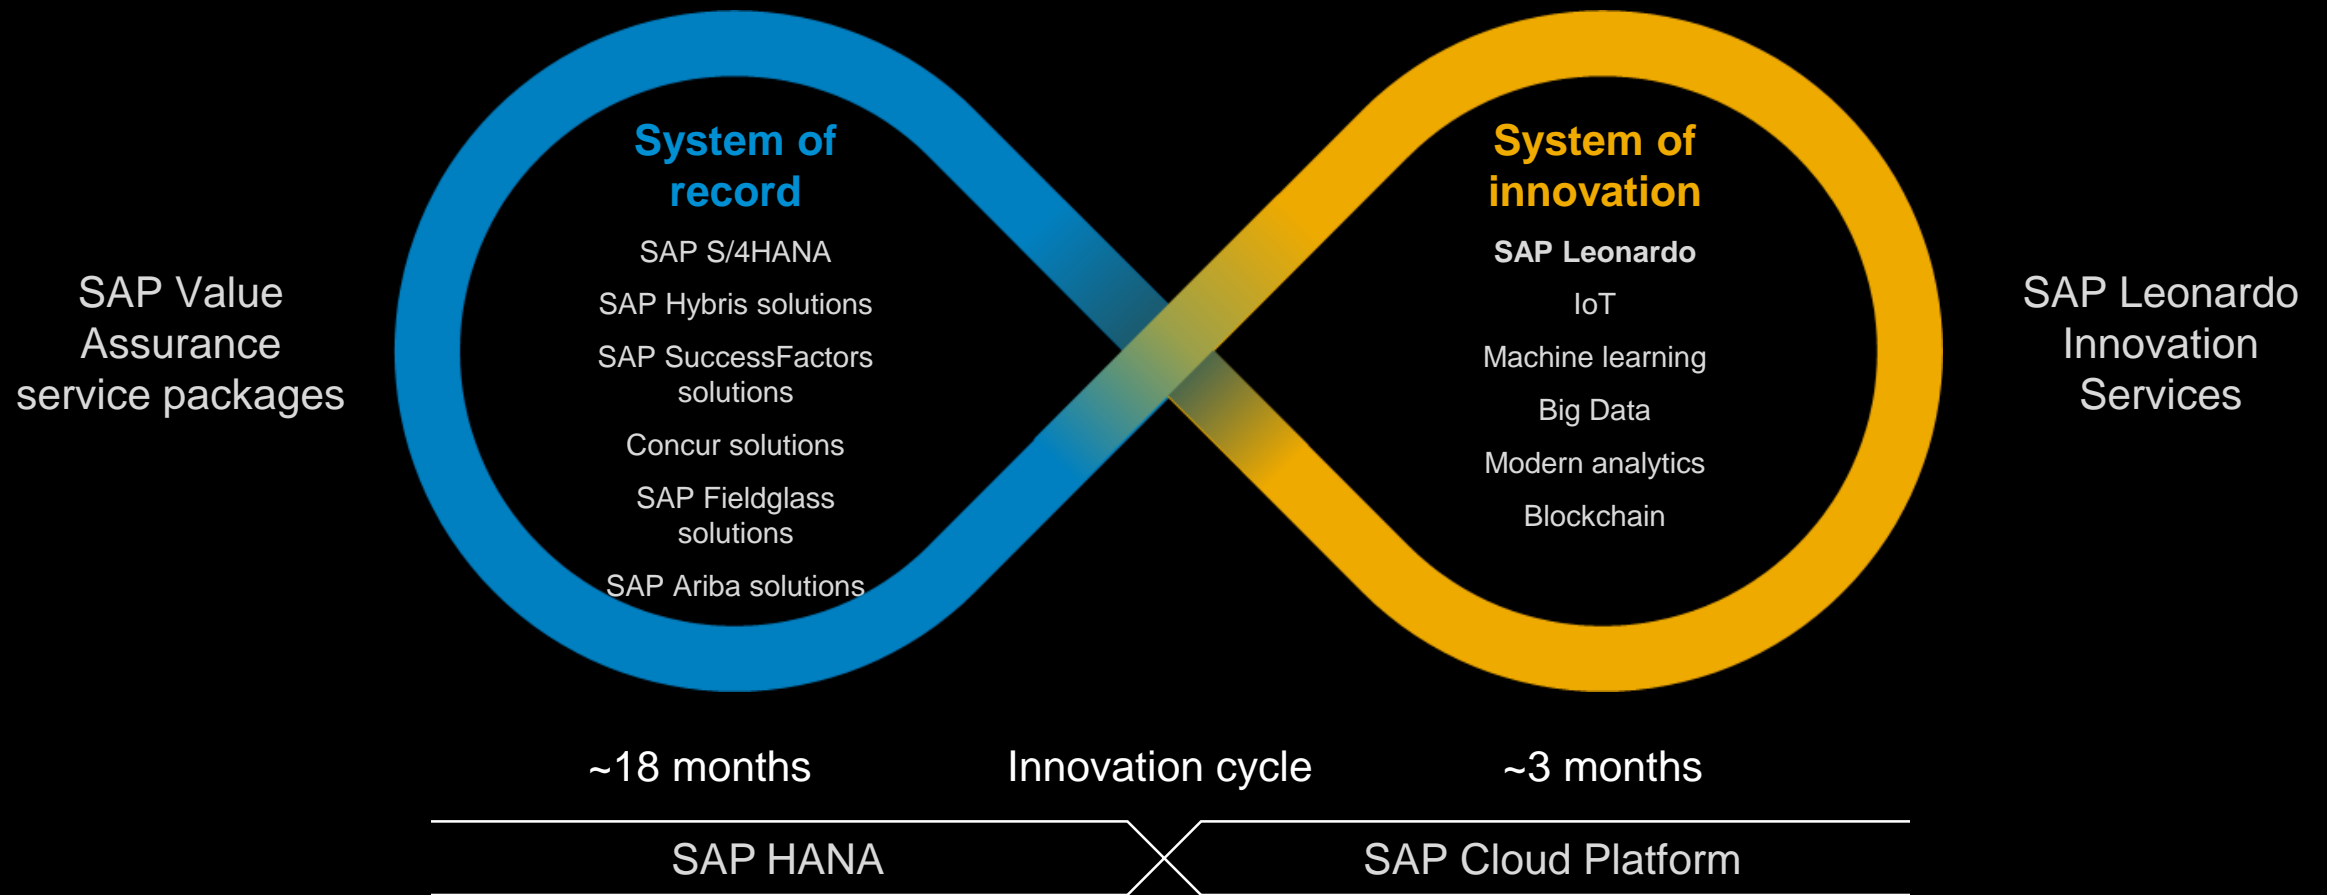 SAP Value
Assurance
service packages
System of
record
SAP S/4HANA
SAP Hybris solutions
SAP SuccessFactors
solutions
Concur solutions
SAP Fieldglass
solutions
SAP Ariba solutions
System of
innovation
SAP Leonardo
IoT
Machine learning
Big Data
Modern analytics
Blockchain
SAP Leonardo
Innovation
Services
~18 months
Innovation cycle
~3 months
SAP HANA
SAP Cloud Platform